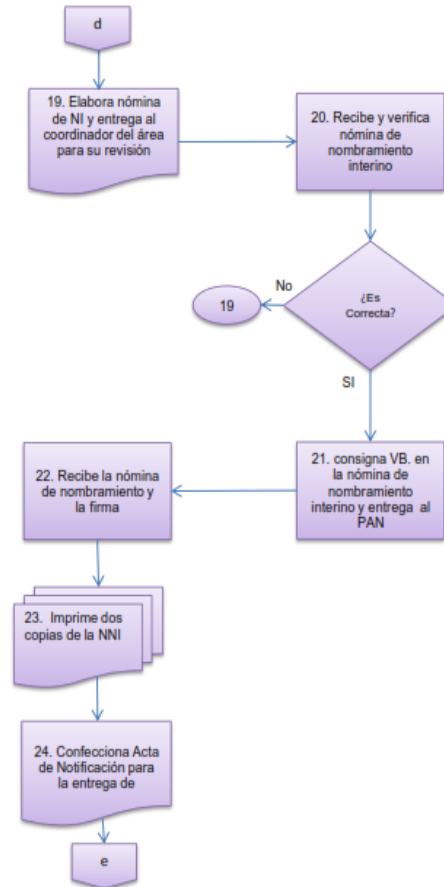 d
19. Elabora nómina
de NI y entrega al
coordinador del área
para su revisión
20. Recibe y verifica
nómina de
nombramiento
interino
¿Es
Correcta?
No
19
SI
21. consigna VB. en
la nómina de
nombramiento
interino y entrega al
PAN
22. Recibe la nómina
de nombramiento y
la firma
23. Imprime dos
copias de la NNI
24. Confecciona Acta
de Notificación para
la entrega de
e